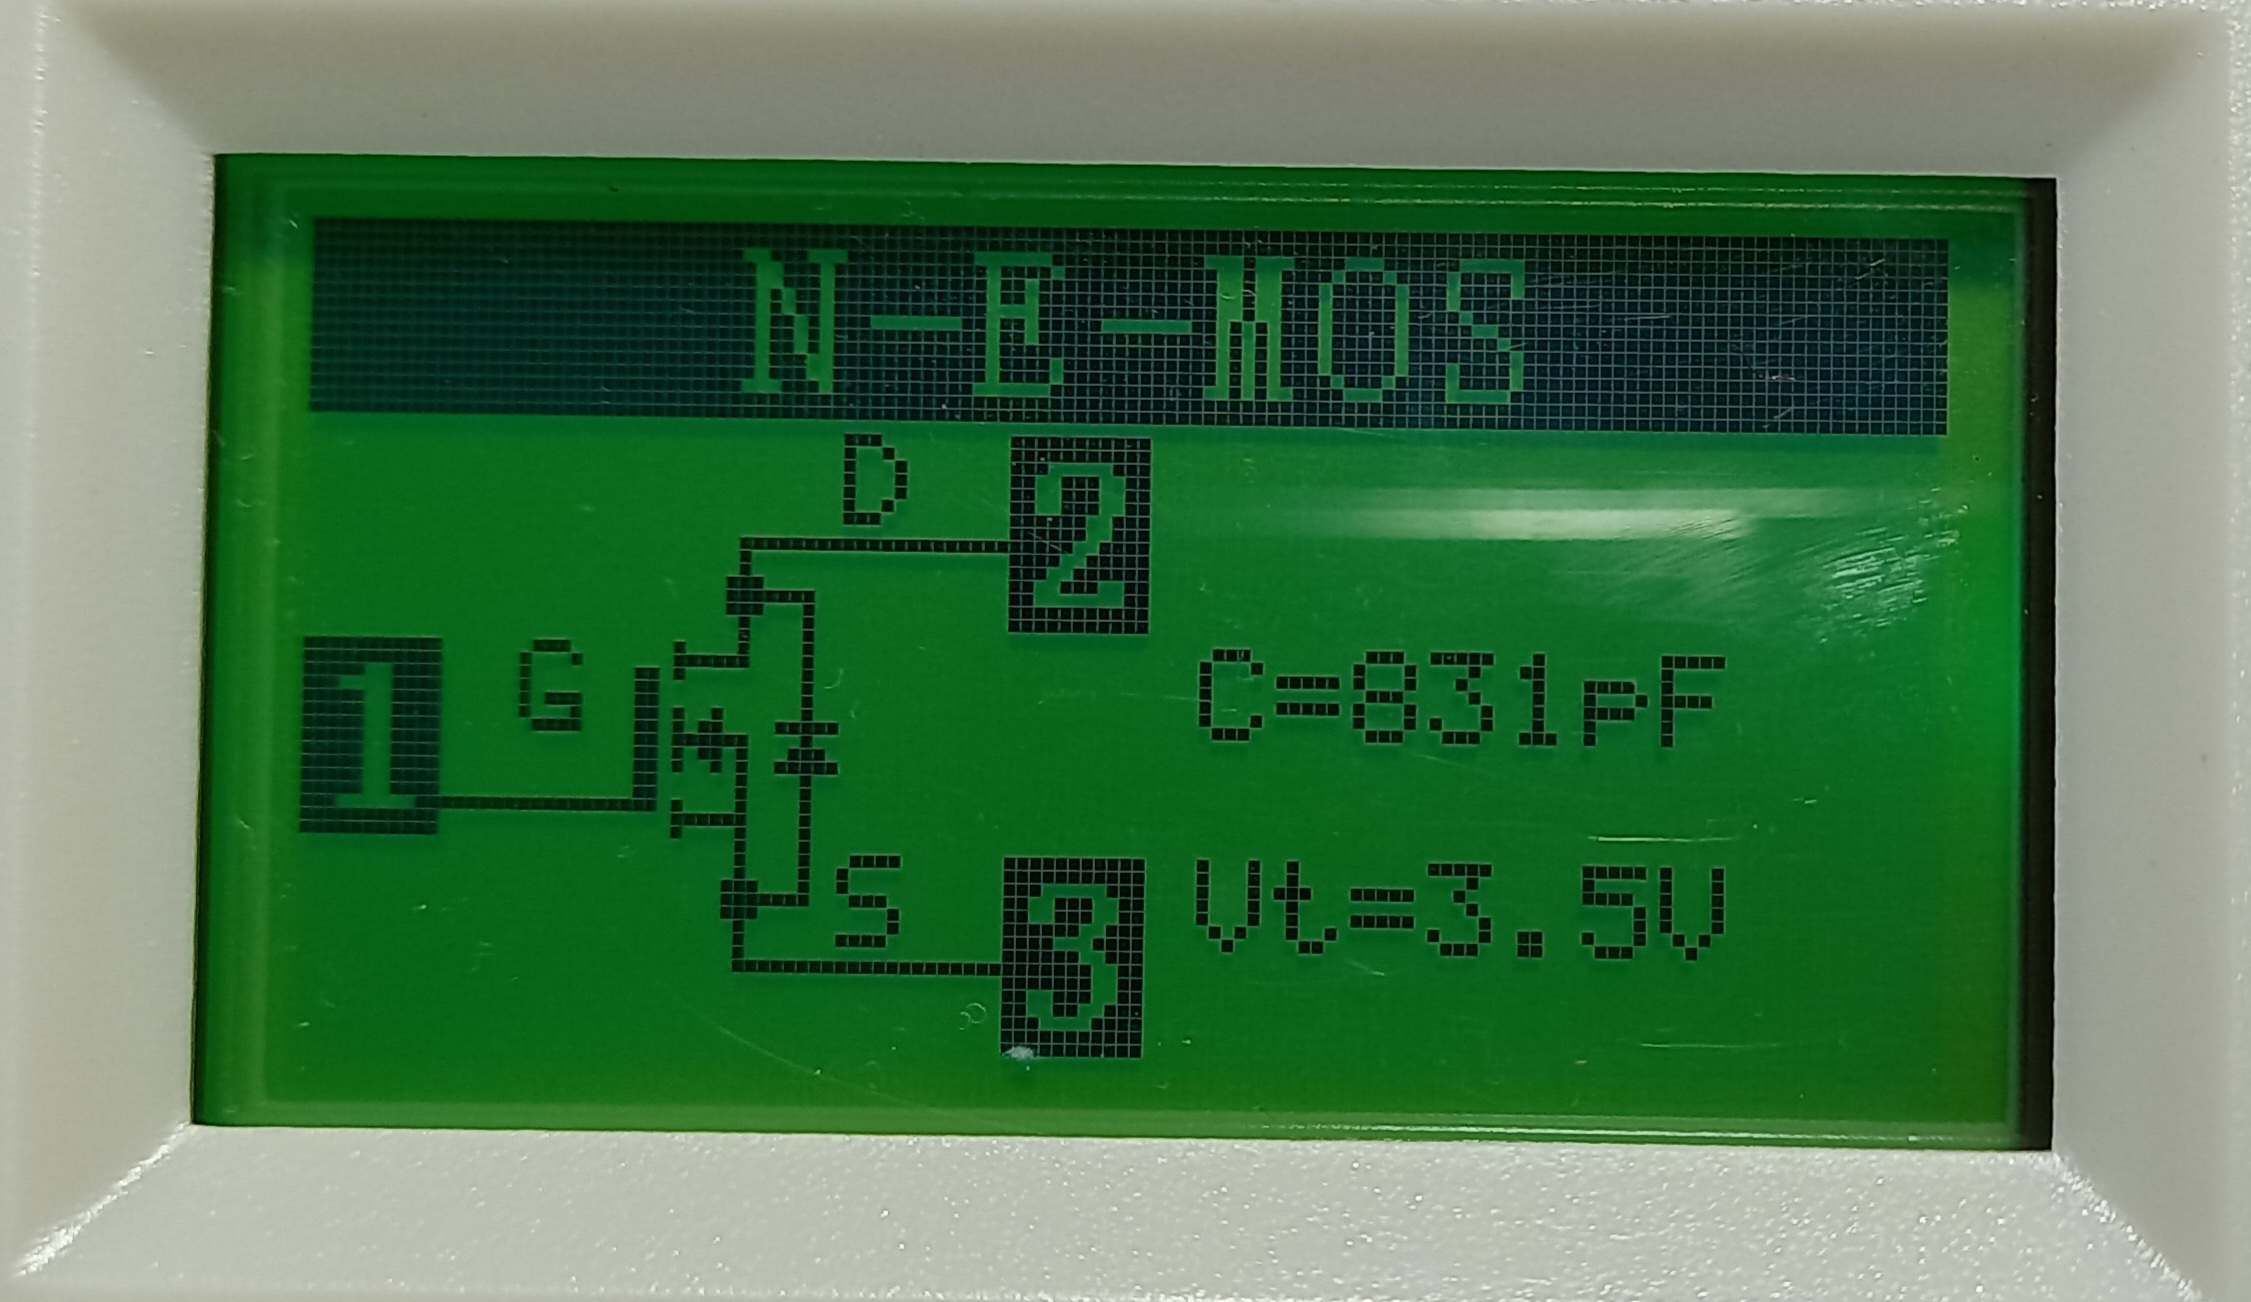 N-E-MOS
D 2
1 G
C=831pF
S 3
Vt=3.5V